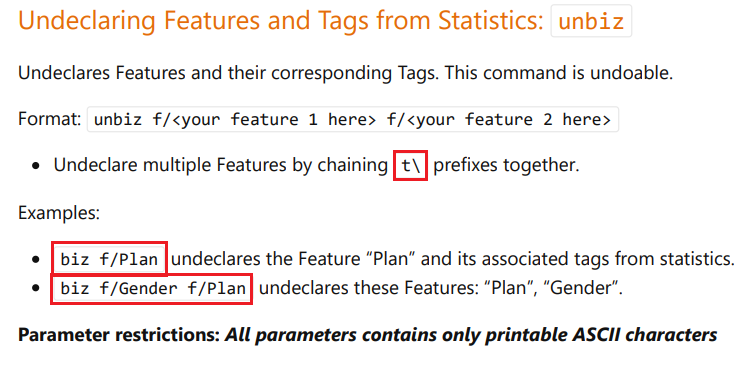 Undeclaring Features and Tags from Statistics: unbiz
Undeclares Features and their corresponding Tags. This command is undoable.
Format: unbiz f/<your feature 1 here> f/<your feature 2 here>
• Undeclare multiple Features by chaining t\ prefixes together.
Examples:
• biz f/Plan undeclares the Feature “Plan” and its associated tags from statistics.
• biz f/Gender f/Plan undeclares these Features: “Plan”, “Gender”.
Parameter restrictions: All parameters contains only printable ASCII characters